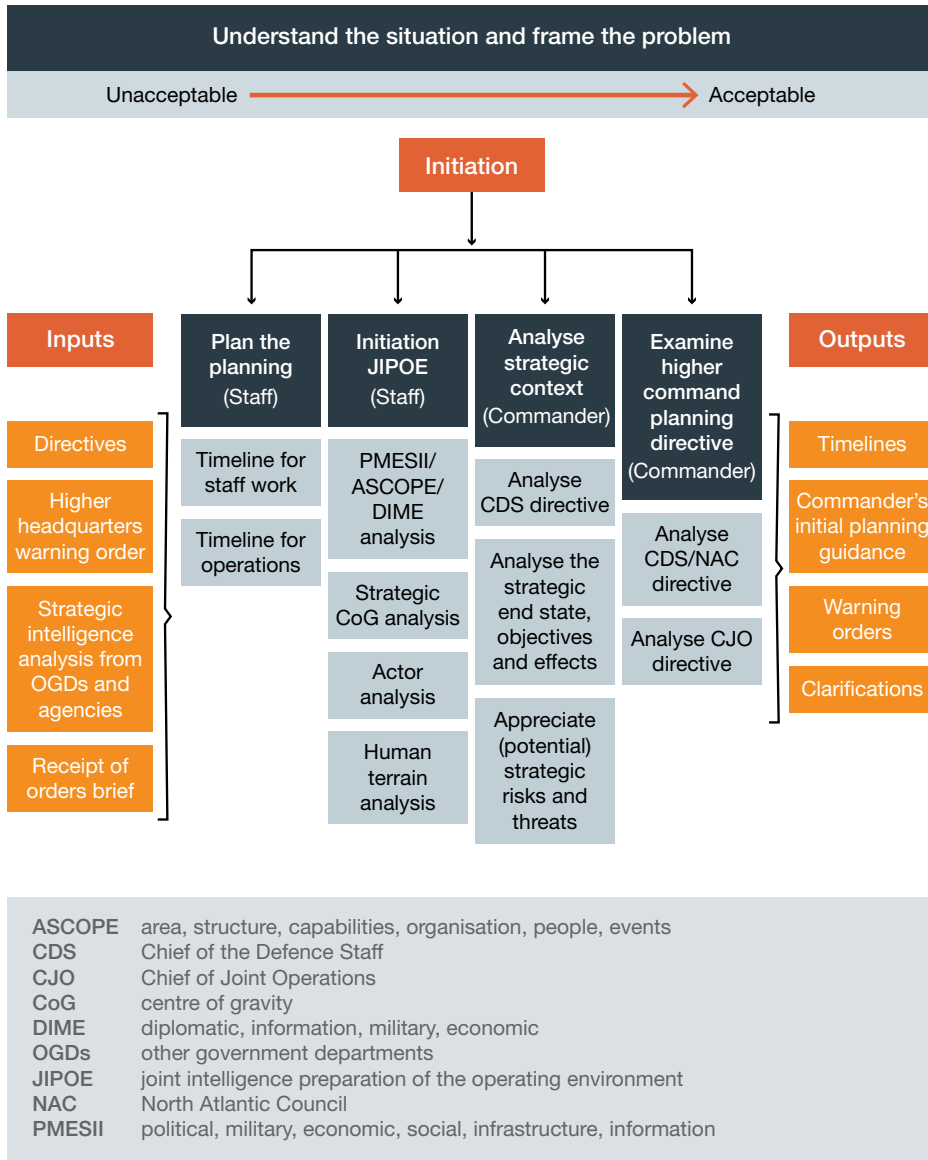 Understand the situation and frame the problem
Unacceptable
Acceptable
Initiation
Inputs
Directives
Higher
headquarters
warning order
Strategic
intelligence
analysis from
OGDs and
agencies
Receipt of
orders brief
Plan the
planning
(Staff)
Timeline for
staff work
Timeline for
operations
Initiation
JIPOE
(Staff)
PMESII/
ASCOPE/
DIME
analysis
Strategic
CoG analysis
Actor
analysis
Human
terrain
analysis
Analyse
strategic
context
(Commander)
Analyse
CDS directive
Analyse the
strategic
end state,
objectives
and effects
Appreciate
(potential)
strategic
risks and
threats
Examine
higher
command
planning
directive
(Commander)
Analyse
CDS/NAC
directive
Analyse CJO
directive
Outputs
Timelines
Commander's
initial planning
guidance
Warning
orders
Clarifications
ASCOPE area, structure, capabilities, organisation, people, events
CDS Chief of the Defence Staff
CJO Chief of Joint Operations
CoG centre of gravity
DIME diplomatic, information, military, economic
OGDs other government departments
JIPOE joint intelligence preparation of the operating environment
NAC North Atlantic Council
PMESII political, military, economic, social, infrastructure, information